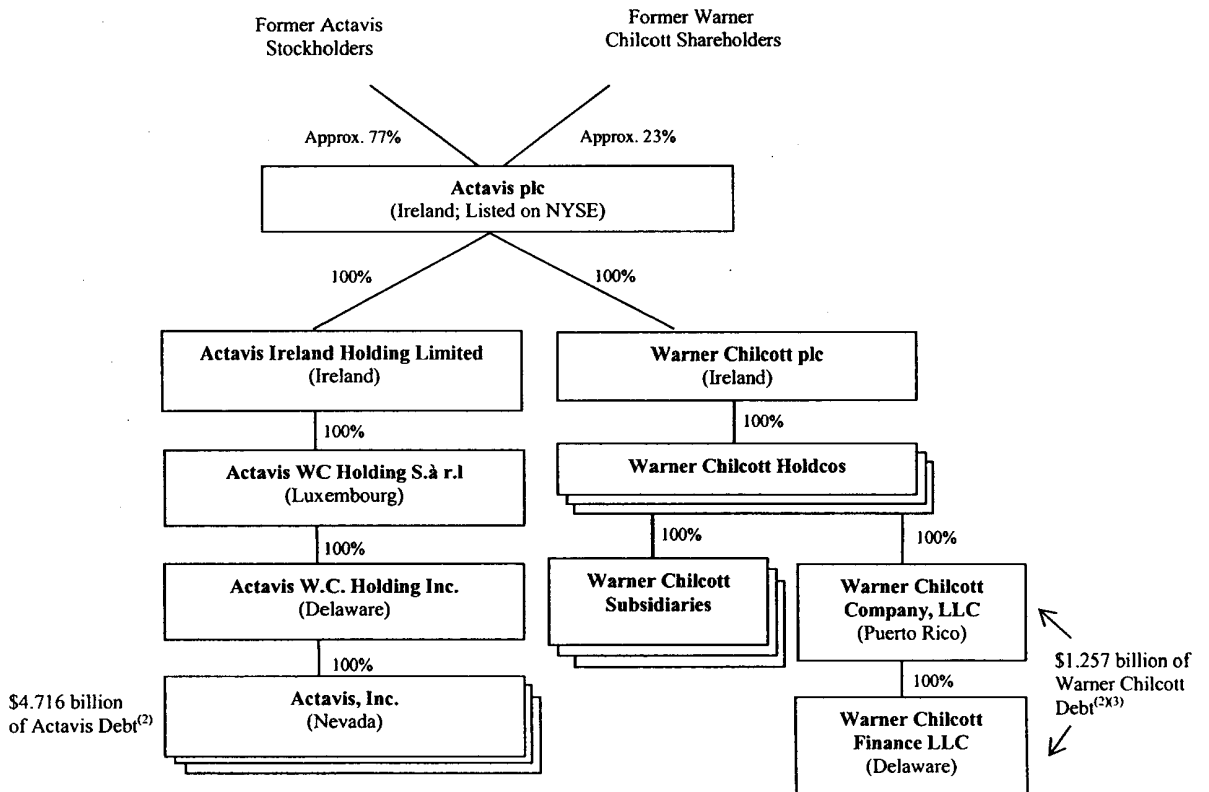 Former Actavis
Stockholders
Former Warner
Chilcott Shareholders
Approx. 77%
Approx. 23%
Actavis plc
(Ireland; Listed on NYSE)
100%
100%
Actavis Ireland Holding Limited
(Ireland)
Warner Chilcott plc
(Ireland)
100%
100%
Actavis WC Holding S.à r.l
(Luxembourg)
Warner Chilcott Holdcos
100%
100%
100%
Actavis W.C. Holding Inc.
(Delaware)
Warner Chilcott
Subsidiaries
Warner Chilcott
Company, LLC
(Puerto Rico)
100%
100%
$4.716 billion
of Actavis Debt(2)
Actavis, Inc.
(Nevada)
$1.257 billion of
Warner Chilcott
Debt(2)(3)
Warner Chilcott
Finance LLC
(Delaware)